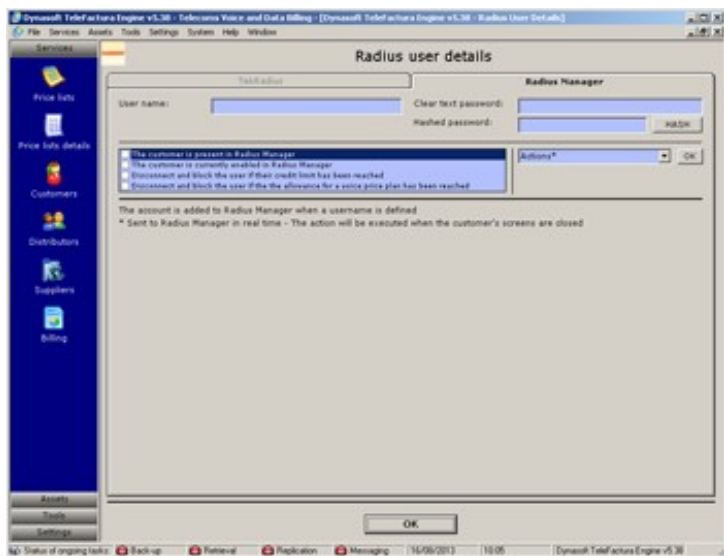 Dynasoft TeleFactura Engine v5.38 - Telecoms Voice and Data Billing - [Dynasoft TeleFactura Engine v5.38 - Radius User Details]
File Services Assets Tools Settings System Help Window
Services
Radius user details
TekRadius
Radius Manager
Price lists
User name:
Clear text password:
Hashed password:
HASH
Price lists details
The customer is present in Radius Manager
Actions*
OK
The customer is currently enabled in Radius Manager
Disconnect and block the user if their credit limit has been reached
Disconnect and block the user if the the allowance for a voice price plan has been reached
Customers
The account is added to Radius Manager when a username is defined
* Sent to Radius Manager in real time - The action will be executed when the customer's screens are closed
Distributors
Suppliers
Billing
Assets
Tools
Settings
OK
Status of ongoing tasks: Back-up Retrieval Replication Messaging 16/08/2013 10:05 Dynasoft TeleFactura Engine v5.38